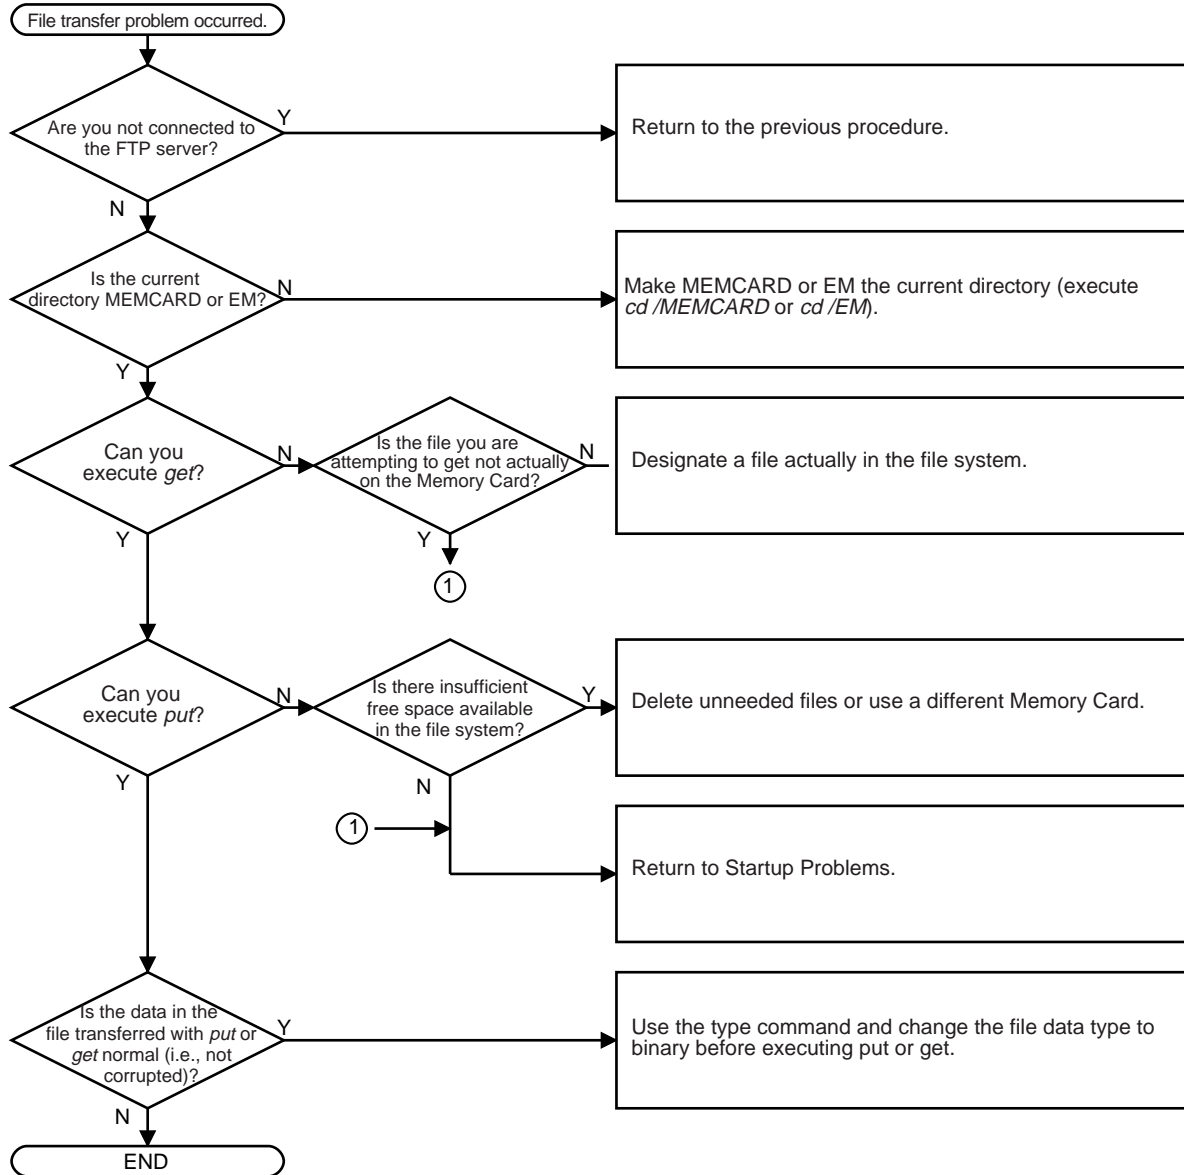 File transfer problem occurred.
Are you not connected to
the FTP server?
Y
Return to the previous procedure.
N
Is the current
directory MEMCARD or EM?
N
Make MEMCARD or EM the current directory (execute
cd /MEMCARD or cd /EM).
Y
Can you
execute get?
N
Is the file you are
attempting to get not actually
on the Memory Card?
N
Designate a file actually in the file system.
Y
Y
1
Can you
execute put?
N
Is there insufficient
free space available
in the file system?
Y
Delete unneeded files or use a different Memory Card.
Y
N
1
Return to Startup Problems.
Is the data in the
file transferred with put or
get normal (i.e., not
corrupted)?
Y
Use the type command and change the file data type to
binary before executing put or get.
N
END